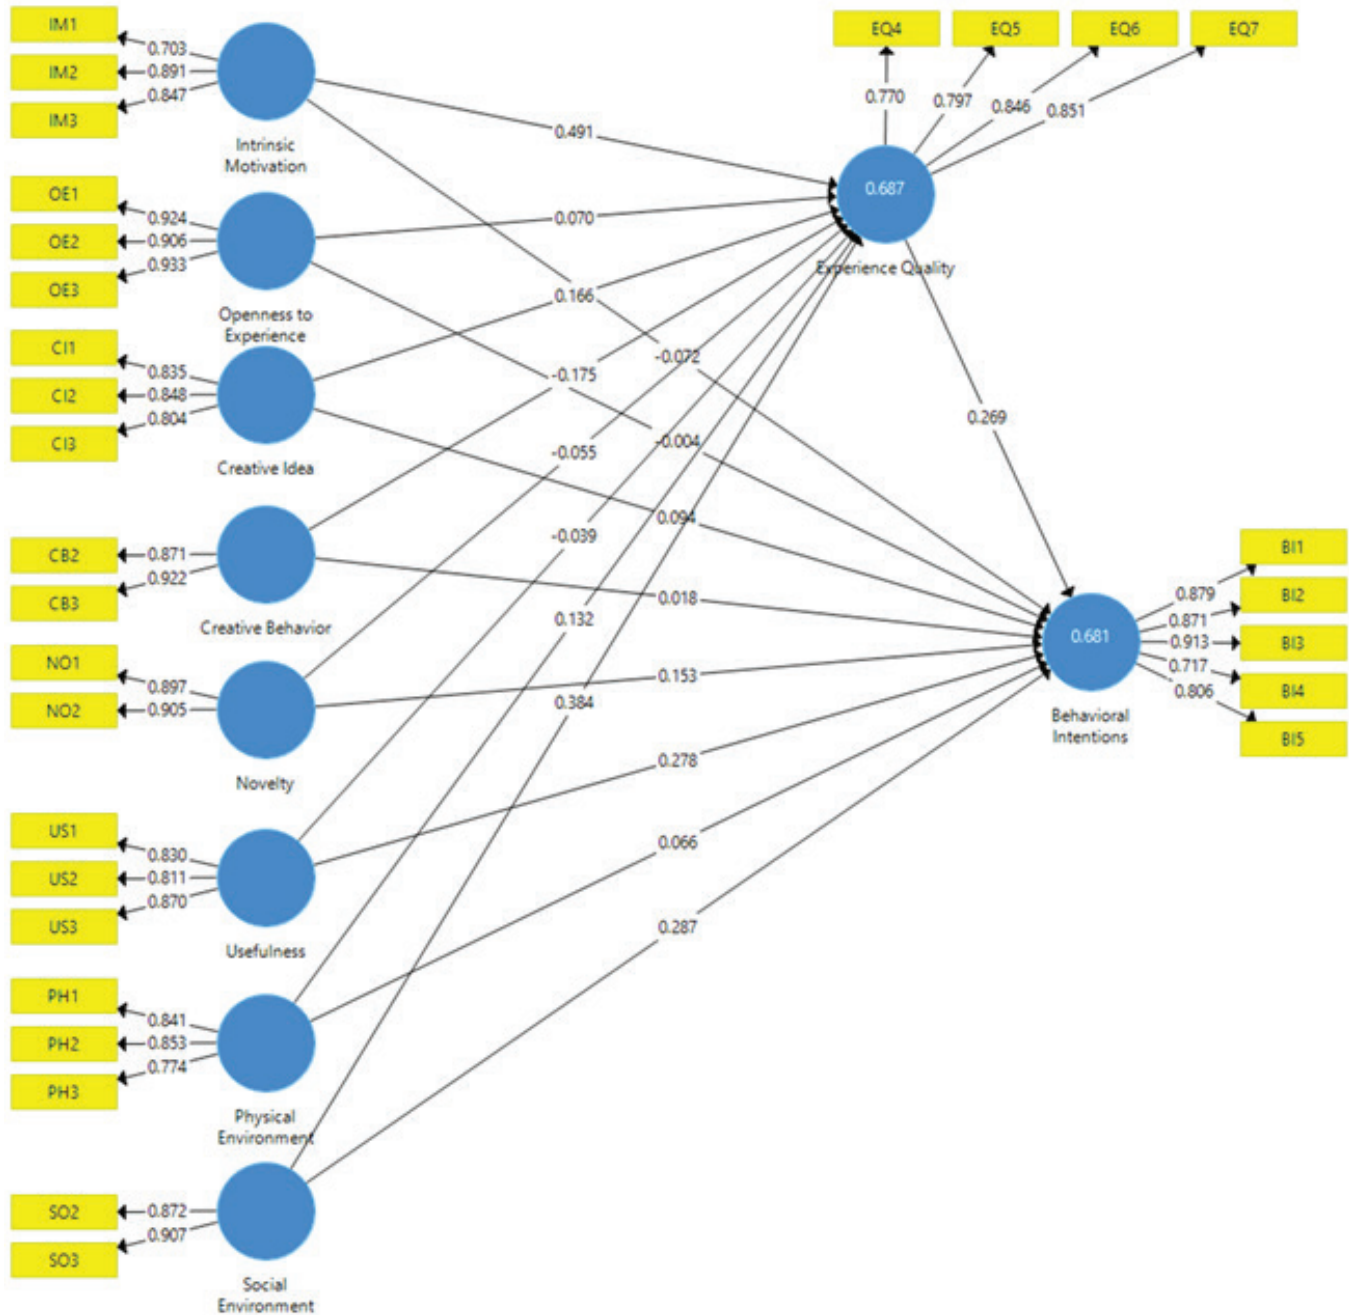 IM1
0.703
IM2
0.891
IM3
0.847
Intrinsic
Motivation
OE1
0.924
OE2
0.906
OE3
0.933
Openness to
Experience
CI1
0.835
CI2
0.848
CI3
0.804
Creative Idea
CB2
0.871
CB3
0.922
Creative Behavior
NO1
0.897
NO2
0.905
Novelty
US1
0.830
US2
0.811
US3
0.870
Usefulness
PH1
0.841
PH2
0.853
PH3
0.774
Physical
Environment
SO2
0.872
SO3
0.907
Social
Environment
0.491
0.070
0.166
-0.175
-0.055
-0.039
0.132
0.384
-0.072
-0.004
0.094
0.018
0.153
0.278
0.066
0.287
EQ4
EQ5
EQ6
EQ7
0.770
0.797
0.846
0.851
0.687
Experience Quality
0.269
0.681
Behavioral
Intentions
BI1
0.879
BI2
0.871
BI3
0.913
BI4
0.717
BI5
0.806